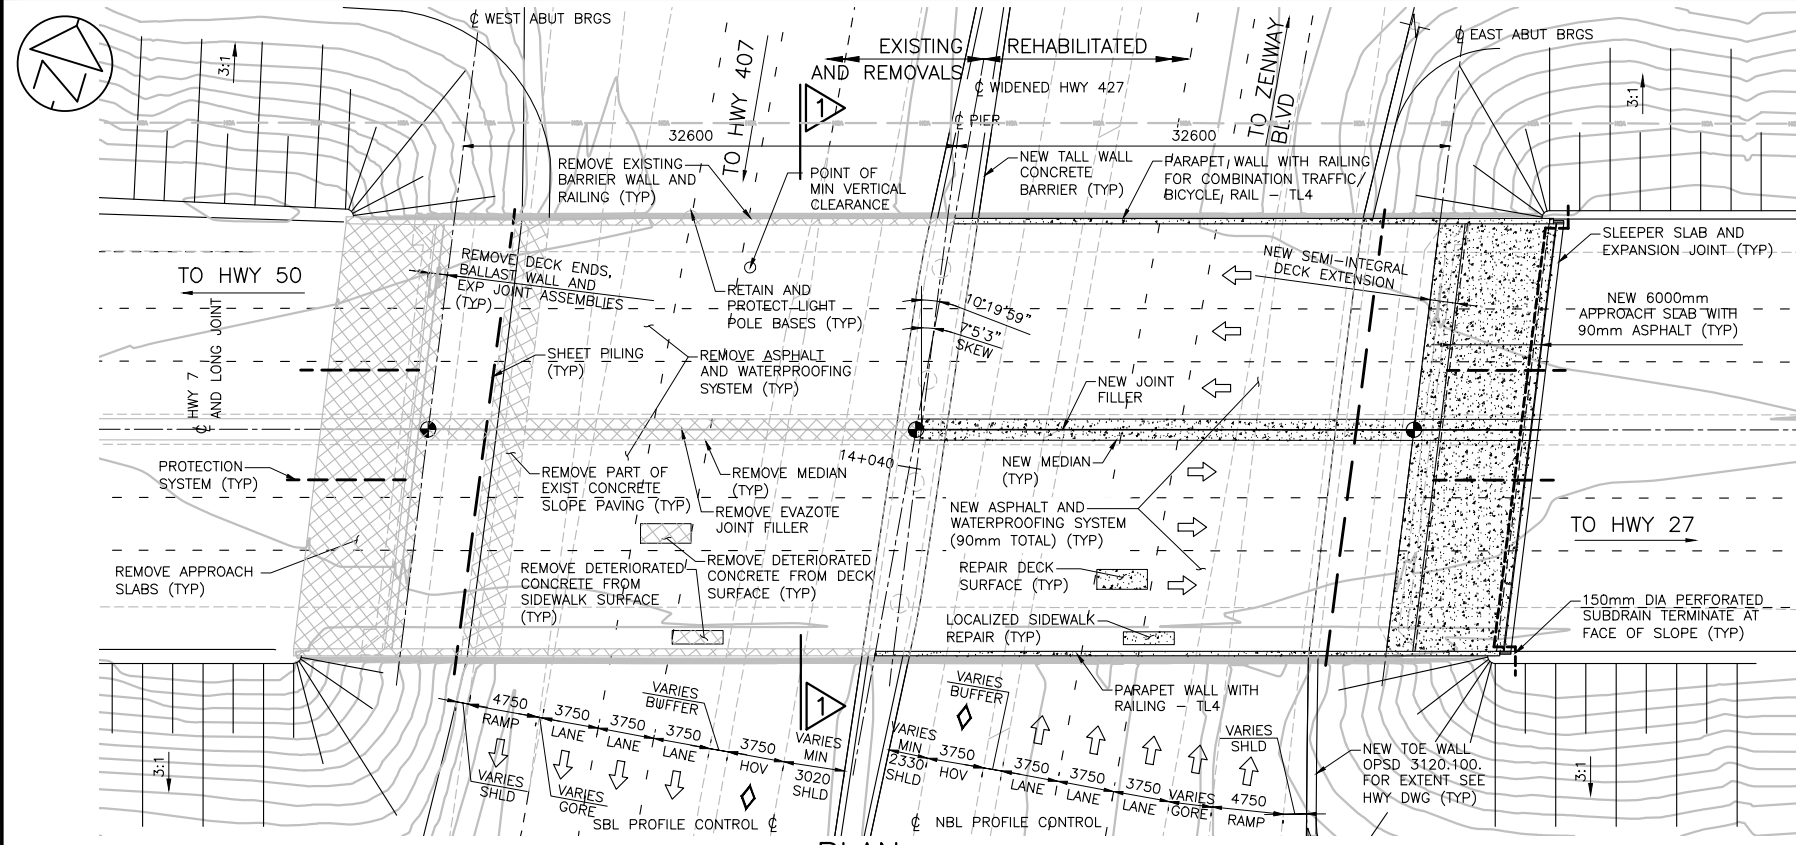 ℄ WEST ABUT BRGS
TO HWY 407
EXISTING
AND REMOVALS
REHABILITATED
℄ WIDENED HWY 427
TO ZENWAY
BLVD
℄ EAST ABUT BRGS
3:1
3:1
1
℄ PIER
32600
32600
REMOVE EXISTING
BARRIER WALL AND
RAILING (TYP)
POINT OF
MIN VERTICAL
CLEARANCE
NEW TALL WALL
CONCRETE
BARRIER (TYP)
PARAPET WALL WITH RAILING
FOR COMBINATION TRAFFIC/
BICYCLE RAIL – TL4
SLEEPER SLAB AND
EXPANSION JOINT (TYP)
TO HWY 50
REMOVE DECK ENDS,
BALLAST WALL AND
EXP JOINT ASSEMBLIES
(TYP)
RETAIN AND
PROTECT LIGHT
POLE BASES (TYP)
NEW SEMI-INTEGRAL
DECK EXTENSION
10°19'59"
7°5'3"
SKEW
NEW 6000mm
APPROACH SLAB WITH
90mm ASPHALT (TYP)
℄ HWY 7
AND LONG JOINT
SHEET PILING
(TYP)
REMOVE ASPHALT
AND WATERPROOFING
SYSTEM (TYP)
NEW JOINT
FILLER
PROTECTION
SYSTEM (TYP)
REMOVE PART OF
EXIST CONCRETE
SLOPE PAVING (TYP)
REMOVE MEDIAN
(TYP)
REMOVE EVAZOTE
JOINT FILLER
14+040
NEW MEDIAN
(TYP)
NEW ASPHALT AND
WATERPROOFING SYSTEM
(90mm TOTAL) (TYP)
TO HWY 27
REMOVE APPROACH
SLABS (TYP)
REMOVE DETERIORATED
CONCRETE FROM
SIDEWALK SURFACE
(TYP)
REMOVE DETERIORATED
CONCRETE FROM DECK
SURFACE (TYP)
REPAIR DECK
SURFACE (TYP)
LOCALIZED SIDEWALK
REPAIR (TYP)
150mm DIA PERFORATED
SUBDRAIN TERMINATE AT
FACE OF SLOPE (TYP)
4750
RAMP
3750
LANE
3750
LANE
3750
LANE
VARIES
BUFFER
3750
HOV
VARIES
MIN
3020
SHLD
VARIES
SHLD
VARIES
GORE
1
VARIES
MIN
2330
SHLD
3750
HOV
VARIES
BUFFER
3750
LANE
3750
LANE
3750
LANE
VARIES
GORE
4750
RAMP
VARIES
SHLD
PARAPET WALL WITH
RAILING – TL4
NEW TOE WALL
OPSD 3120.100.
FOR EXTENT SEE
HWY DWG (TYP)
3:1
3:1
SBL PROFILE CONTROL ℄
℄ NBL PROFILE CONTROL
PLAN